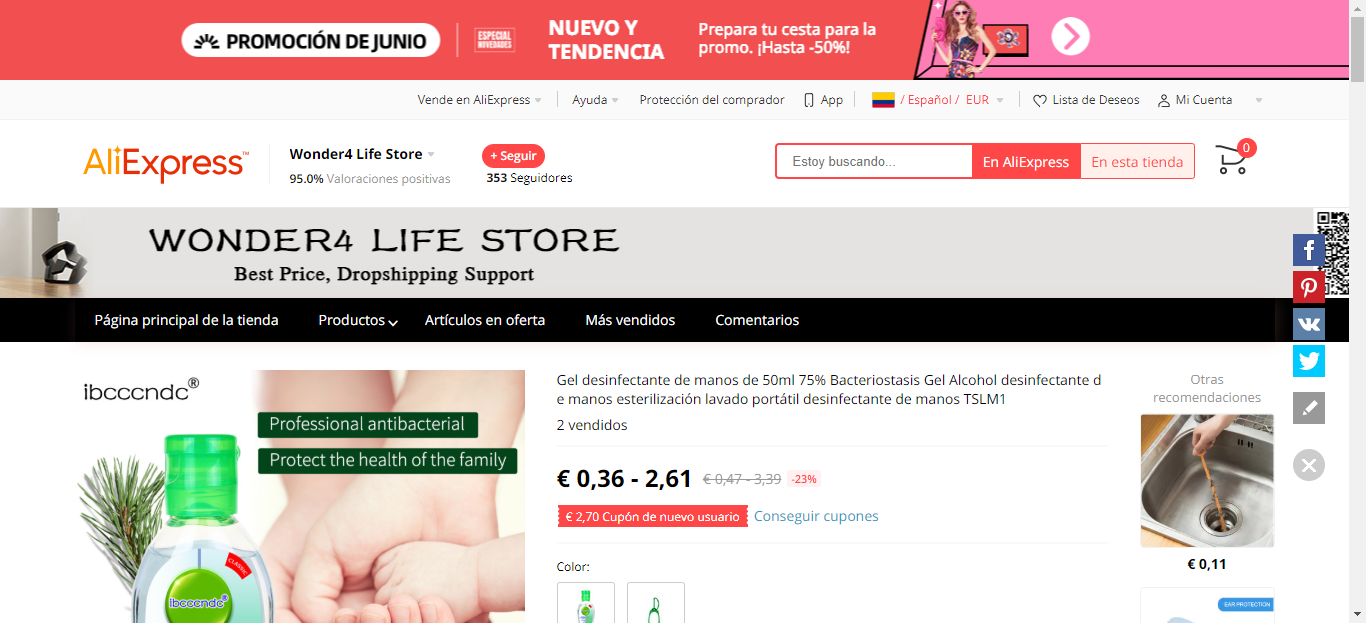 PROMOCIÓN DE JUNIO
ESPECIAL
NOVEDADES
NUEVO Y
TENDENCIA
Prepara tu cesta para la
promo. ¡Hasta -50%!
Vende en AliExpress
Ayuda
Protección del comprador
App
/ Español / EUR
Lista de Deseos
Mi Cuenta
AliExpress™
Wonder4 Life Store
95.0% Valoraciones positivas
+ Seguir
353 Seguidores
Estoy buscando...
En AliExpress
En esta tienda
0
WONDER4 LIFE STORE
Best Price, Dropshipping Support
Página principal de la tienda
Productos
Artículos en oferta
Más vendidos
Comentarios
ibcccndc®
Professional antibacterial
Protect the health of the family
CLASSIC
ibcccndc®
Gel desinfectante de manos de 50ml 75% Bacteriostasis Gel Alcohol desinfectante d
e manos esterilización lavado portátil desinfectante de manos TSLM1
2 vendidos
€ 0,36 - 2,61
€ 0,47 - 3,39
-23%
€ 2,70 Cupón de nuevo usuario
Conseguir cupones
Color:
Otras
recomendaciones
€ 0,11
EAR PROTECTION